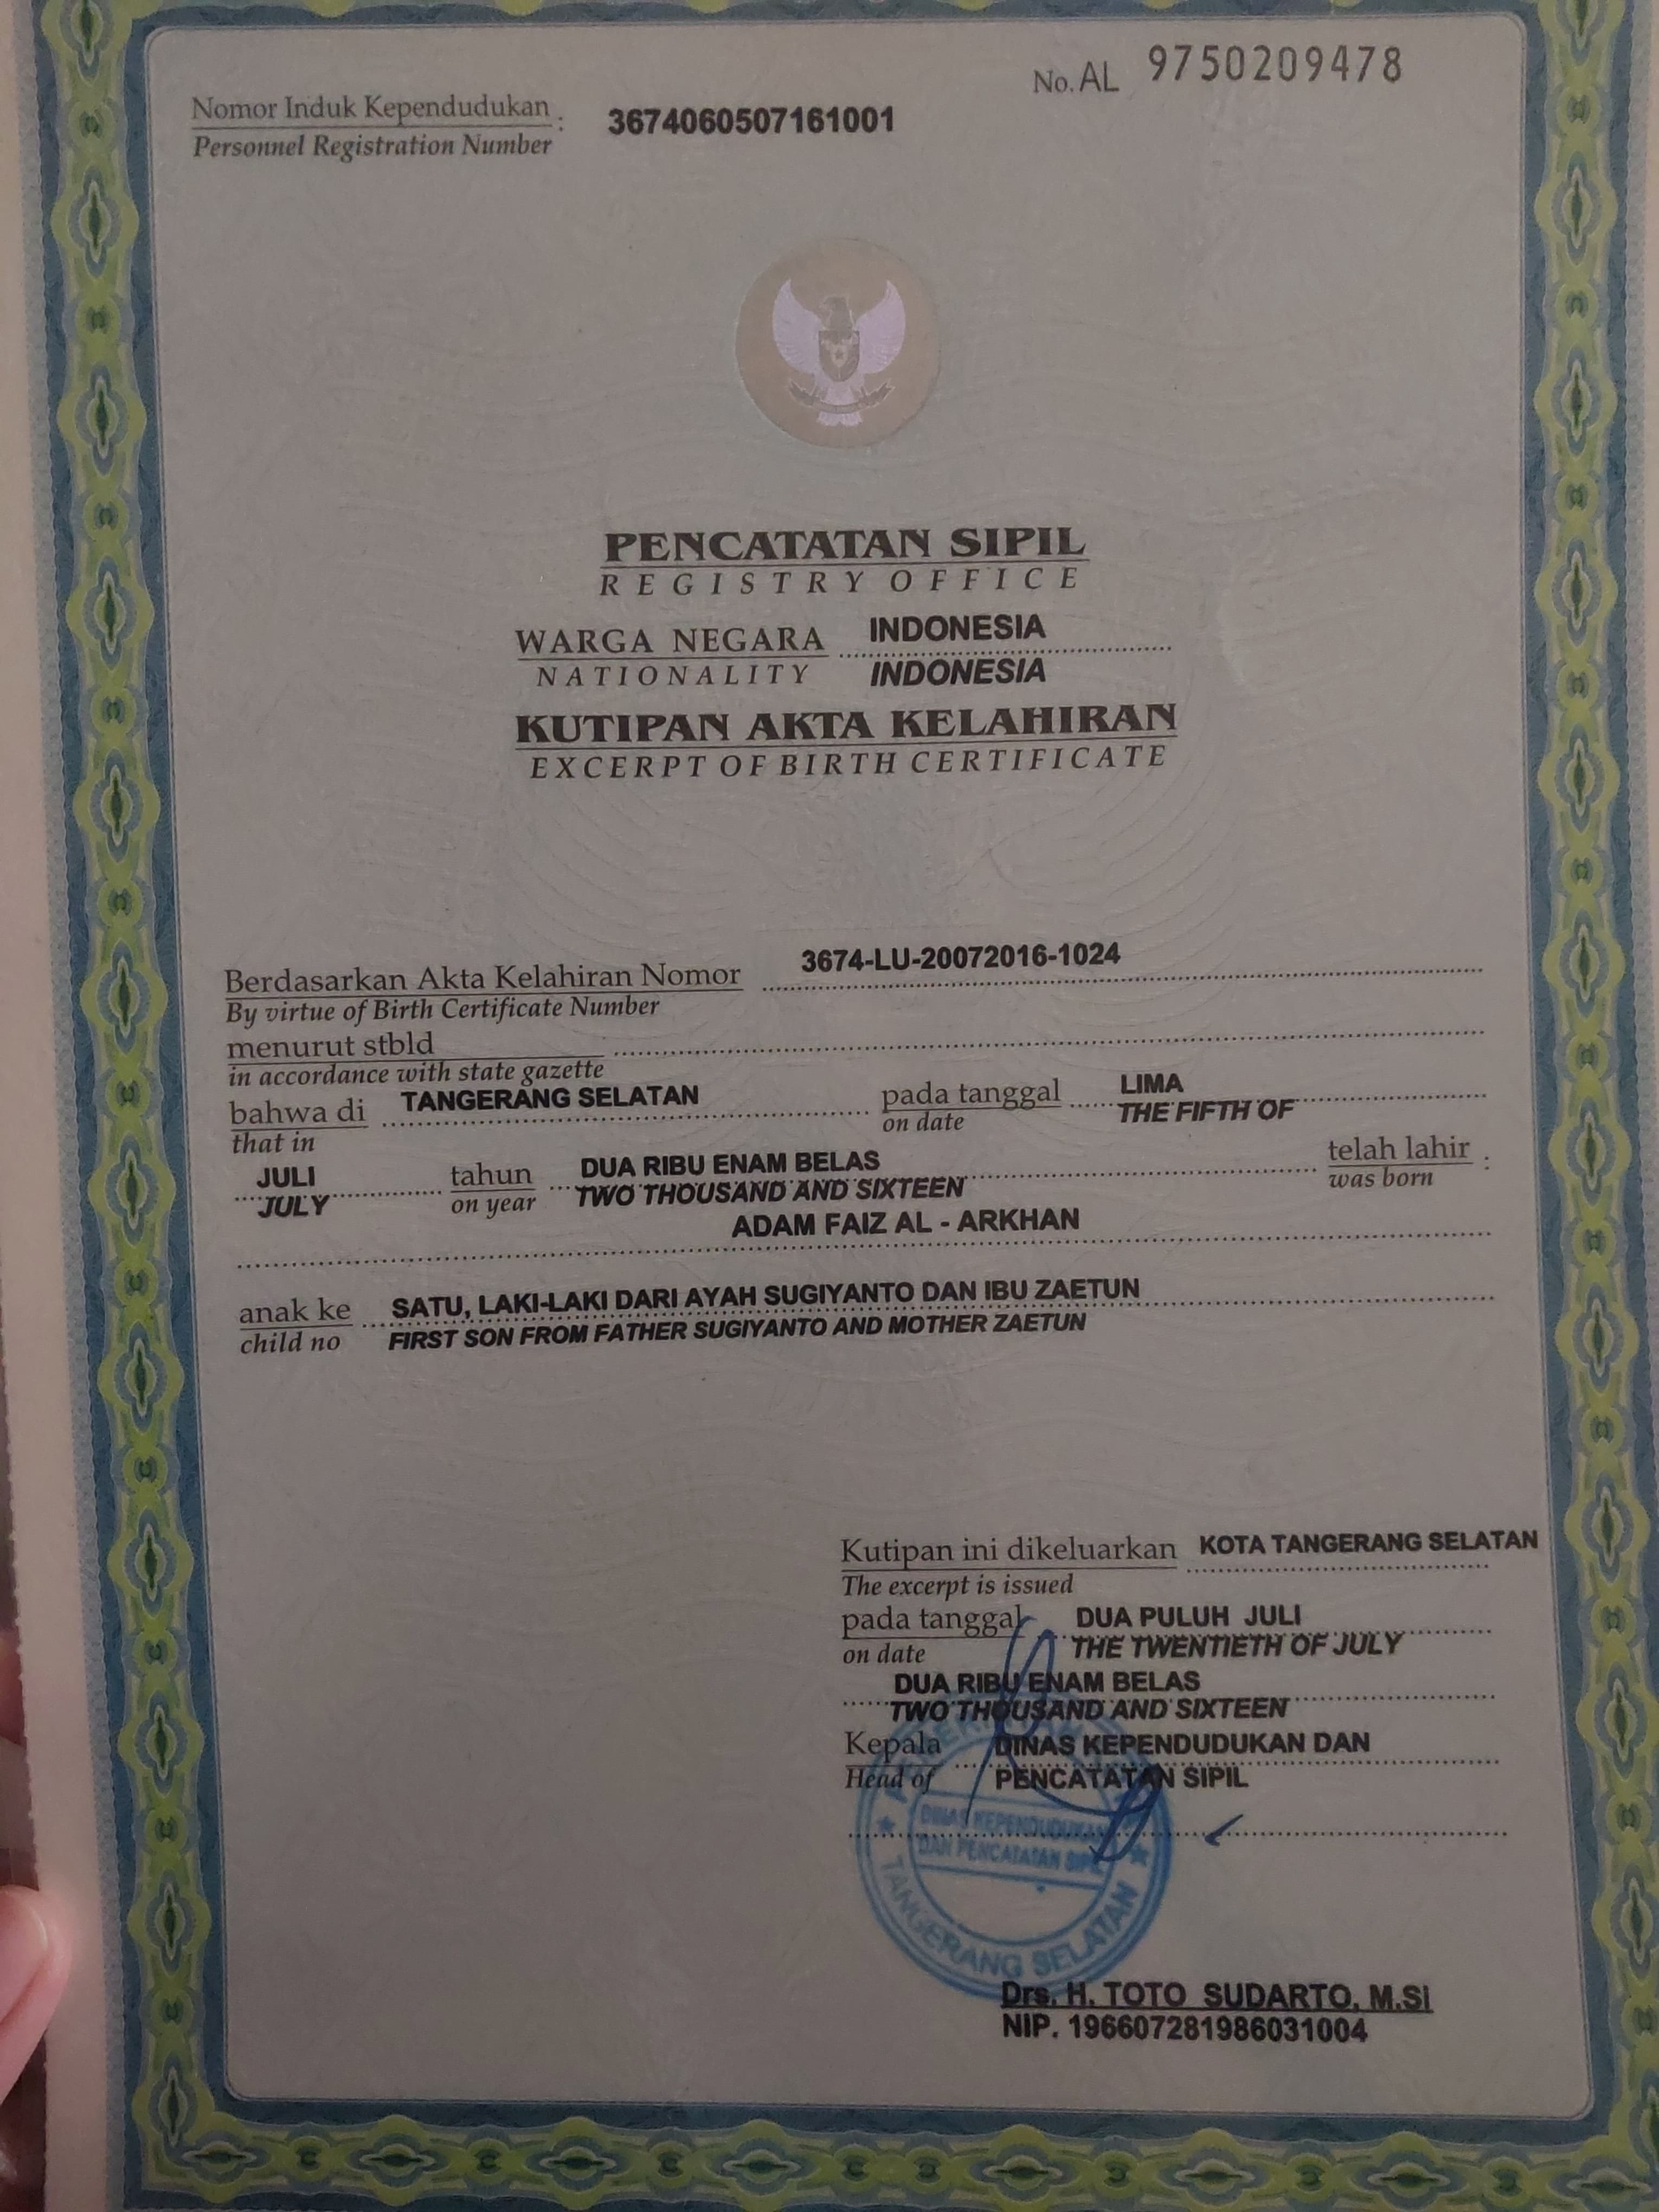 No. AL 9750209478
Nomor Induk Kependudukan : 3674060507161001
Personnel Registration Number
PENCATATAN SIPIL
REGISTRY OFFICE
WARGA NEGARA INDONESIA
NATIONALITY INDONESIA
KUTIPAN AKTA KELAHIRAN
EXCERPT OF BIRTH CERTIFICATE
Berdasarkan Akta Kelahiran Nomor 3674-LU-20072016-1024
By virtue of Birth Certificate Number
menurut stbld
in accordance with state gazette
bahwa di TANGERANG SELATAN pada tanggal LIMA
that in on date THE FIFTH OF
JULI tahun DUA RIBU ENAM BELAS telah lahir :
JULY on year TWO THOUSAND AND SIXTEEN was born
ADAM FAIZ AL - ARKHAN
anak ke SATU, LAKI-LAKI DARI AYAH SUGIYANTO DAN IBU ZAETUN
child no FIRST SON FROM FATHER SUGIYANTO AND MOTHER ZAETUN
Kutipan ini dikeluarkan KOTA TANGERANG SELATAN
The excerpt is issued
pada tanggal DUA PULUH JULI
on date THE TWENTIETH OF JULY
DUA RIBU ENAM BELAS
TWO THOUSAND AND SIXTEEN
Kepala DINAS KEPENDUDUKAN DAN
Head of PENCATATAN SIPIL
DINAS KEPENDUDUKAN
DAN PENCATATAN SIPIL
TANGERANG SELATAN
Drs. H. TOTO SUDARTO, M.Si
NIP. 196607281986031004